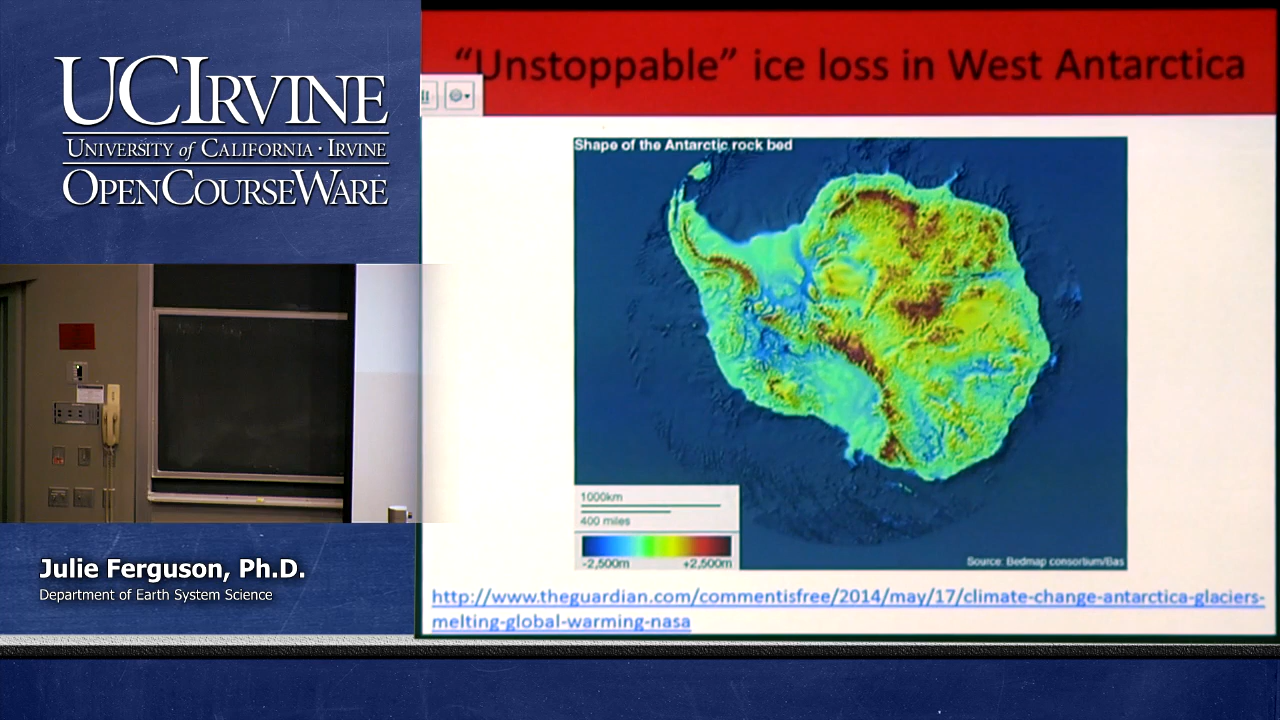 UCIRVINE
UNIVERSITY of CALIFORNIA · IRVINE
OPENCOURSEWARE
Julie Ferguson, Ph.D.
Department of Earth System Science
“Unstoppable” ice loss in West Antarctica
Shape of the Antarctic rock bed
1000km
400 miles
-2,500m +2,500m
Source: Bedmap consortium/Bas
http://www.theguardian.com/commentisfree/2014/may/17/climate-change-antarctica-glaciers-
melting-global-warming-nasa